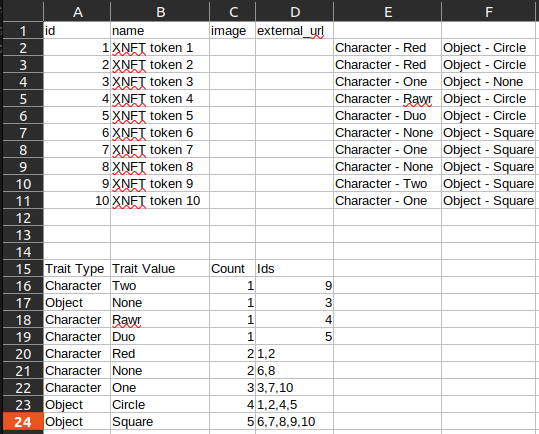 A B C D E F
1 id name image external_url
2 1 XNFT token 1 Character - Red Object - Circle
3 2 XNFT token 2 Character - Red Object - Circle
4 3 XNFT token 3 Character - One Object - None
5 4 XNFT token 4 Character - Rawr Object - Circle
6 5 XNFT token 5 Character - Duo Object - Circle
7 6 XNFT token 6 Character - None Object - Square
8 7 XNFT token 7 Character - One Object - Square
9 8 XNFT token 8 Character - None Object - Square
10 9 XNFT token 9 Character - Two Object - Square
11 10 XNFT token 10 Character - One Object - Square
12
13
14
15 Trait Type Trait Value Count Ids
16 Character Two 1 9
17 Object None 1 3
18 Character Rawr 1 4
19 Character Duo 1 5
20 Character Red 2 1,2
21 Character None 2 6,8
22 Character One 3 3,7,10
23 Object Circle 4 1,2,4,5
24 Object Square 5 6,7,8,9,10